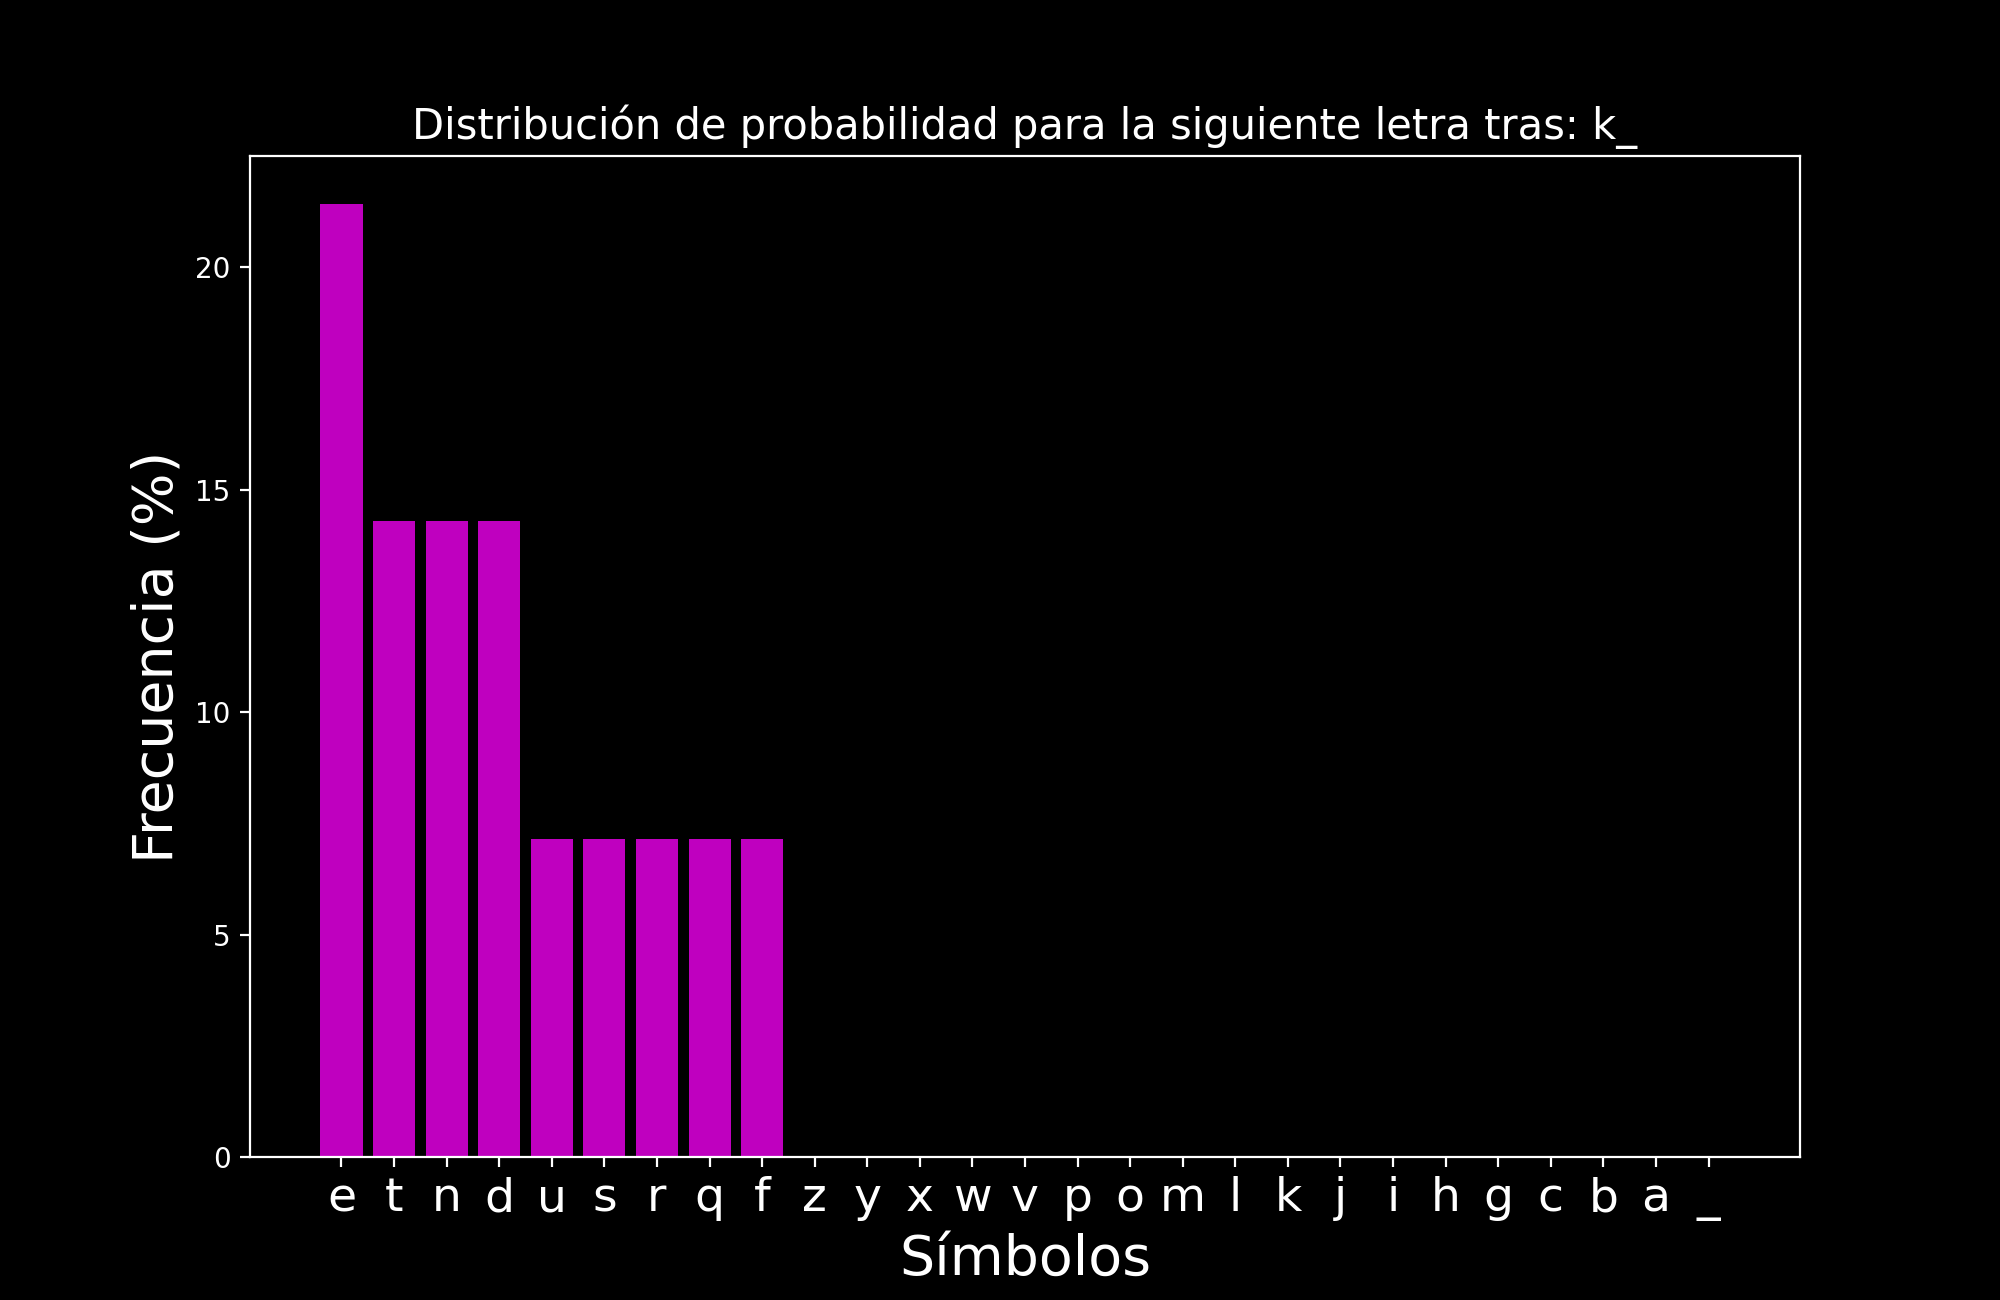 Distribución de probabilidad para la siguiente letra tras: k_
Frecuencia (%)
20
15
10
5
0
e t n d u s r q f z y x w v p o m l k j i h g c b a _
Símbolos